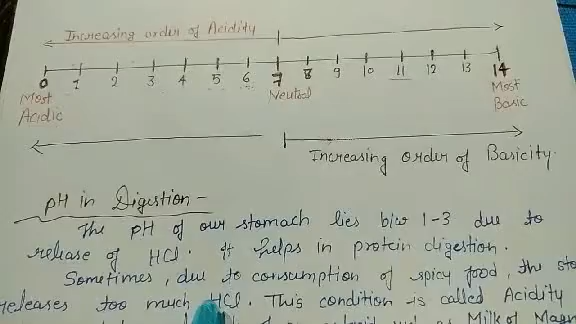 Increasing order of Acidity
0 1 2 3 4 5 6 7 8 9 10 11 12 13 14
Most Acidic Neutral Most Basic
Increasing order of Basicity.
pH in Digestion -
The pH of our stomach lies b/w 1-3 due to
release of HCl. It helps in protein digestion.
Sometimes, due to consumption of spicy food, the sto
releases too much HCl. This condition is called Acidity
Milk of Magn